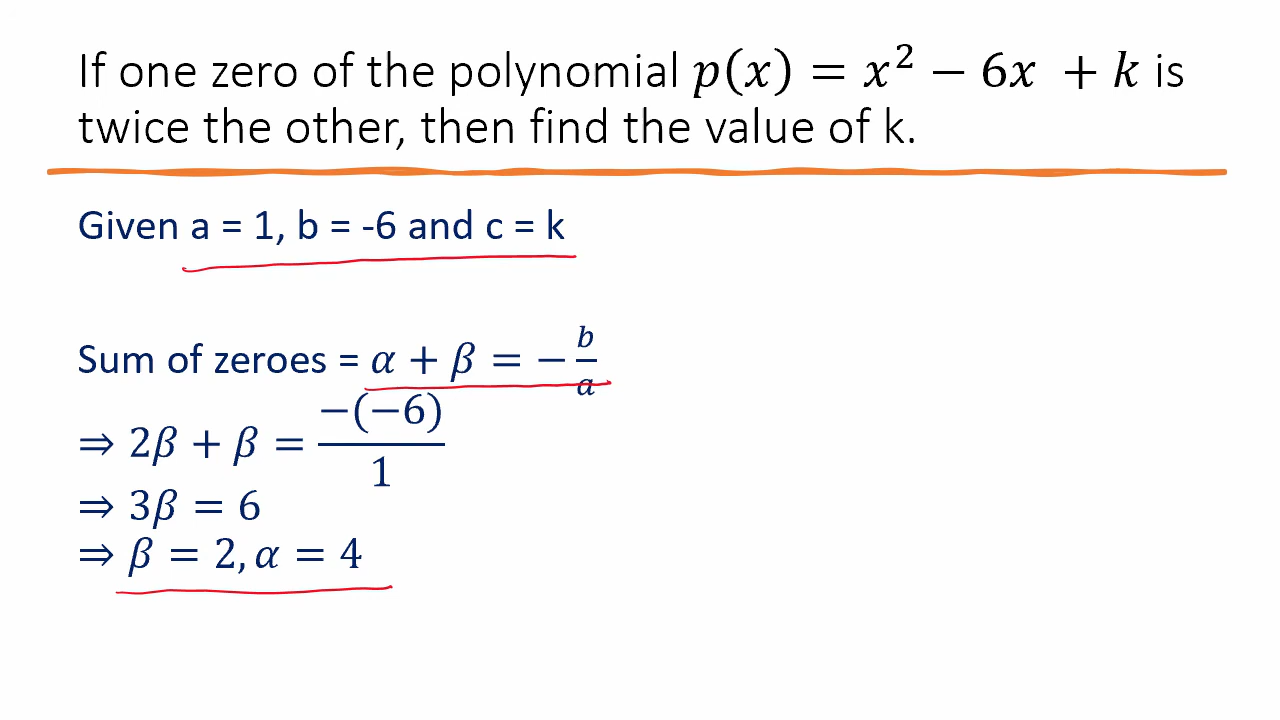 If one zero of the polynomial 𝑝(𝑥) = 𝑥² − 6𝑥 + 𝑘 is
twice the other, then find the value of k.
Given a = 1, b = -6 and c = k
Sum of zeroes = 𝛼 + 𝛽 = − 𝑏/𝑎
⇒ 2𝛽 + 𝛽 = −(−6)/1
⇒ 3𝛽 = 6
⇒ 𝛽 = 2, 𝛼 = 4